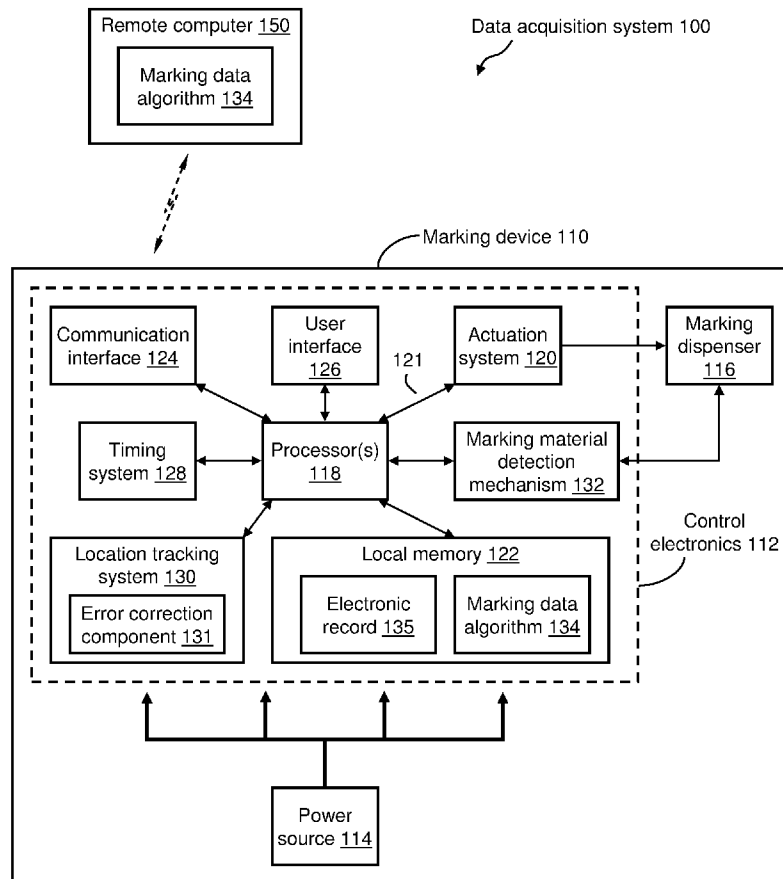 Remote computer 150
Data acquisition system 100
Marking data
algorithm 134
Marking device 110
Communication
interface 124
User
interface
126
Actuation
system 120
Marking
dispenser
116
121
Timing
system 128
Processor(s)
118
Marking material
detection
mechanism 132
Control
electronics 112
Location tracking
system 130
Error correction
component 131
Local memory 122
Electronic
record 135
Marking data
algorithm 134
Power
source 114